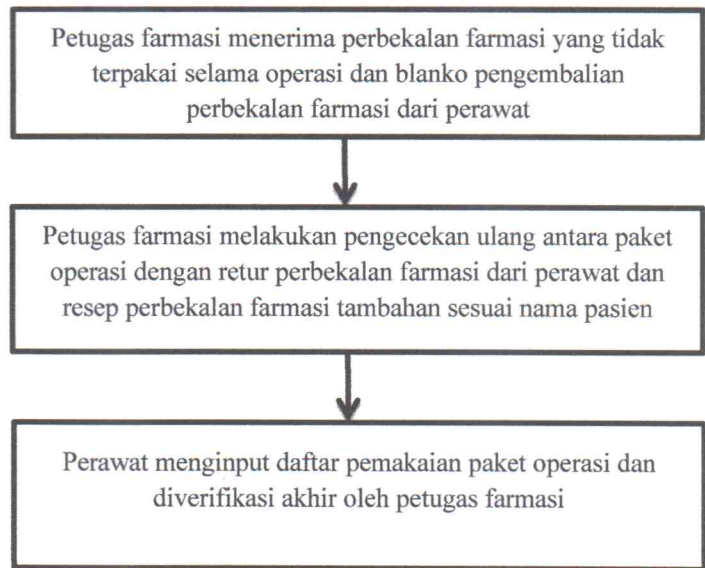 Petugas farmasi menerima perbekalan farmasi yang tidak
terpakai selama operasi dan blanko pengembalian
perbekalan farmasi dari perawat
Petugas farmasi melakukan pengecekan ulang antara paket
operasi dengan retur perbekalan farmasi dari perawat dan
resep perbekalan farmasi tambahan sesuai nama pasien
Perawat menginput daftar pemakaian paket operasi dan
diverifikasi akhir oleh petugas farmasi